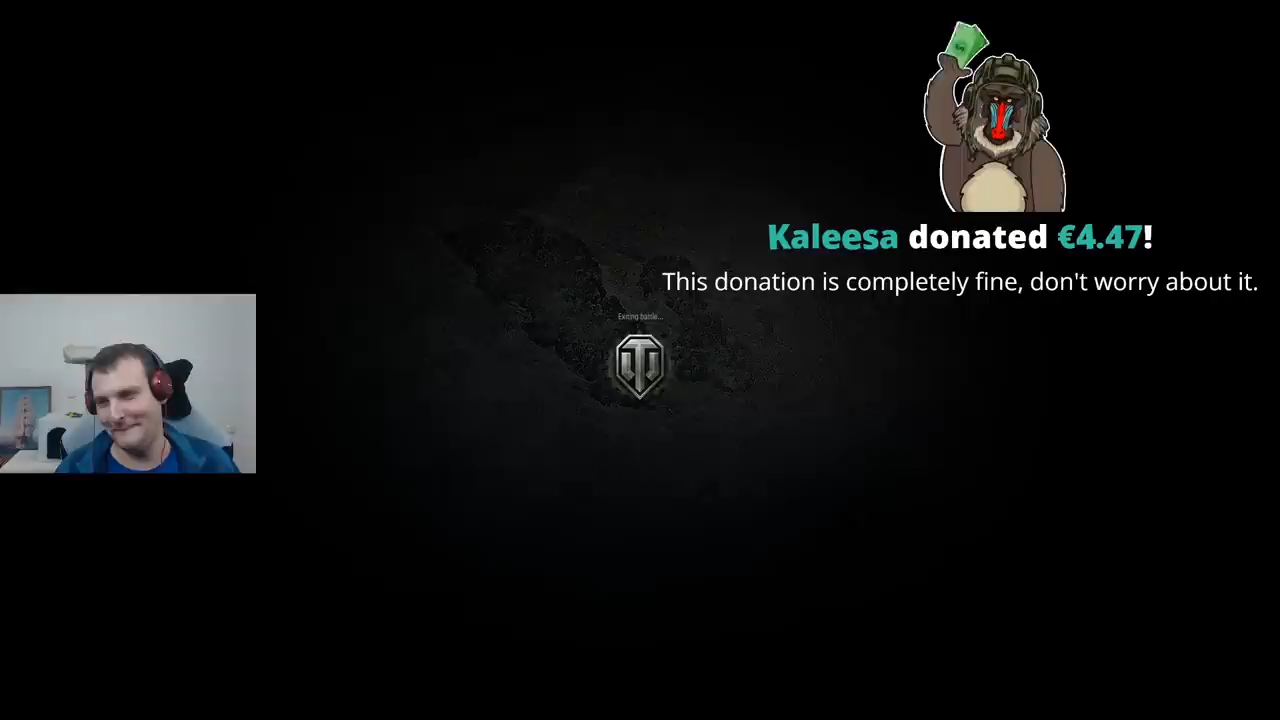 Kaleesa donated €4.47!
This donation is completely fine, don't worry about it.
Exiting battle...